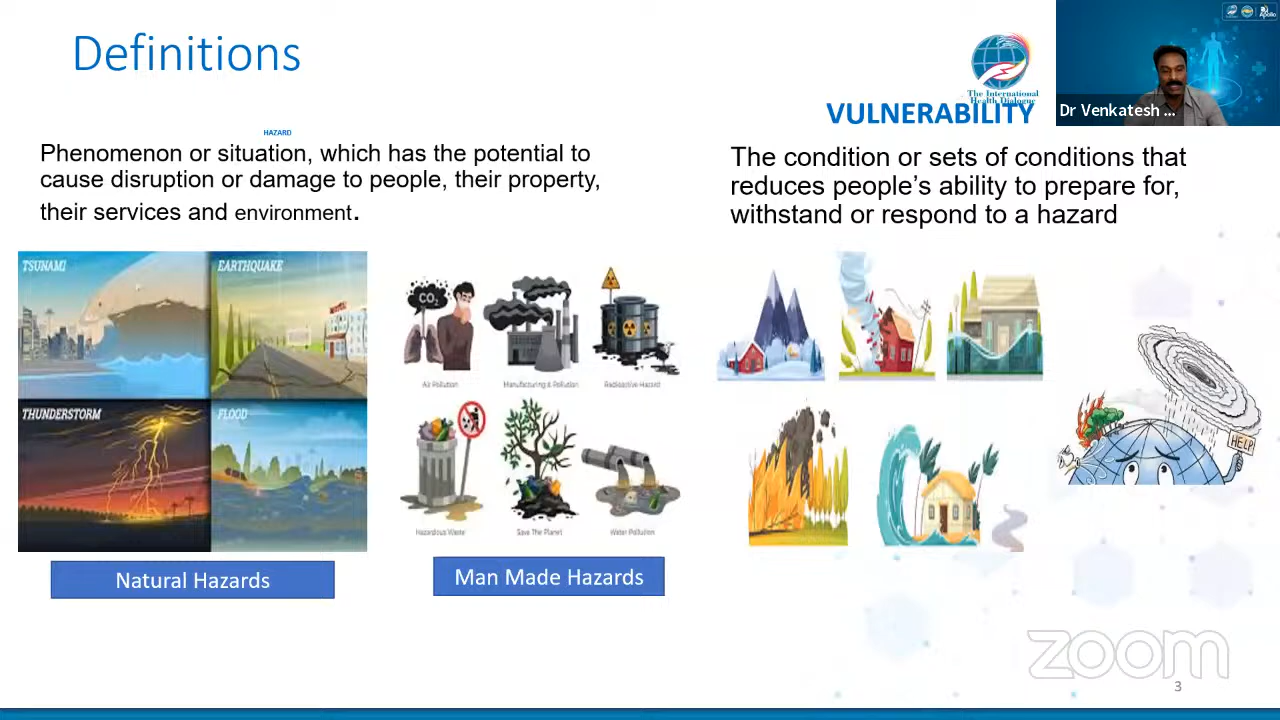 Definitions
The International
Health Dialogue
VULNERABILITY
Apollo
Dr Venkatesh ...
HAZARD
Phenomenon or situation, which has the potential to
cause disruption or damage to people, their property,
their services and environment.
The condition or sets of conditions that
reduces people’s ability to prepare for,
withstand or respond to a hazard
TSUNAMI
EARTHQUAKE
THUNDERSTORM
FLOOD
CO₂
Air Pollution
Manufacturing & Pollution
Radioactive Hazard
Hazardous Waste
Save The Planet
Water Pollution
HELP!
Natural Hazards
Man Made Hazards
zoom
3